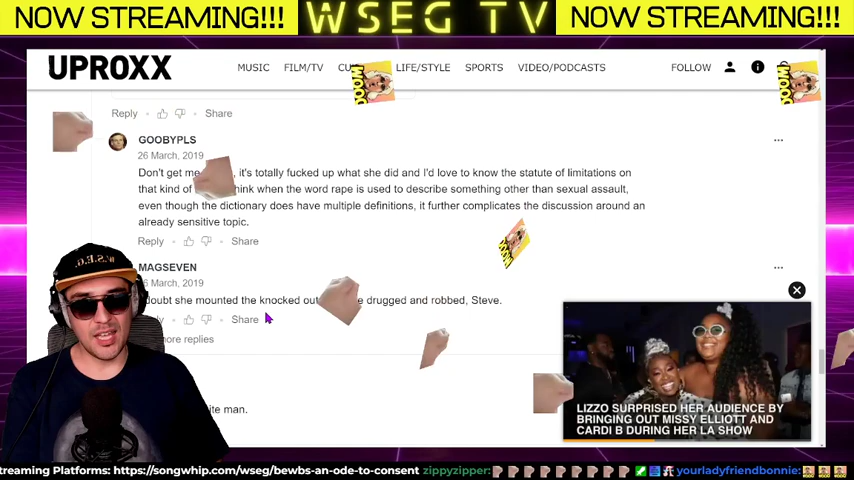 NOW STREAMING!!! WSEG TV NOW STREAMING!!!
UPROXX MUSIC FILM/TV LIFE/STYLE SPORTS VIDEO/PODCASTS FOLLOW
BOOM
Reply Share
GOOBYPLS
26 March, 2019
Don't get me it's totally fucked up what she did and I'd love to know the statute of limitations on
that kind of think when the word rape is used to describe something other than sexual assault,
even though the dictionary does have multiple definitions, it further complicates the discussion around an
already sensitive topic.
Reply Share
MAGSEVEN
March, 2019
doubt she mounted the knocked out drugged and robbed, Steve.
Share
more replies
man.
W.S.E.G.
LIZZO SURPRISED HER AUDIENCE BY
BRINGING OUT MISSY ELLIOTT AND
CARDI B DURING HER LA SHOW
treaming Platforms: https://songwhip.com/wseg/bewbs-an-ode-to-consent zippyzipper: yourladyfriendbonnie: